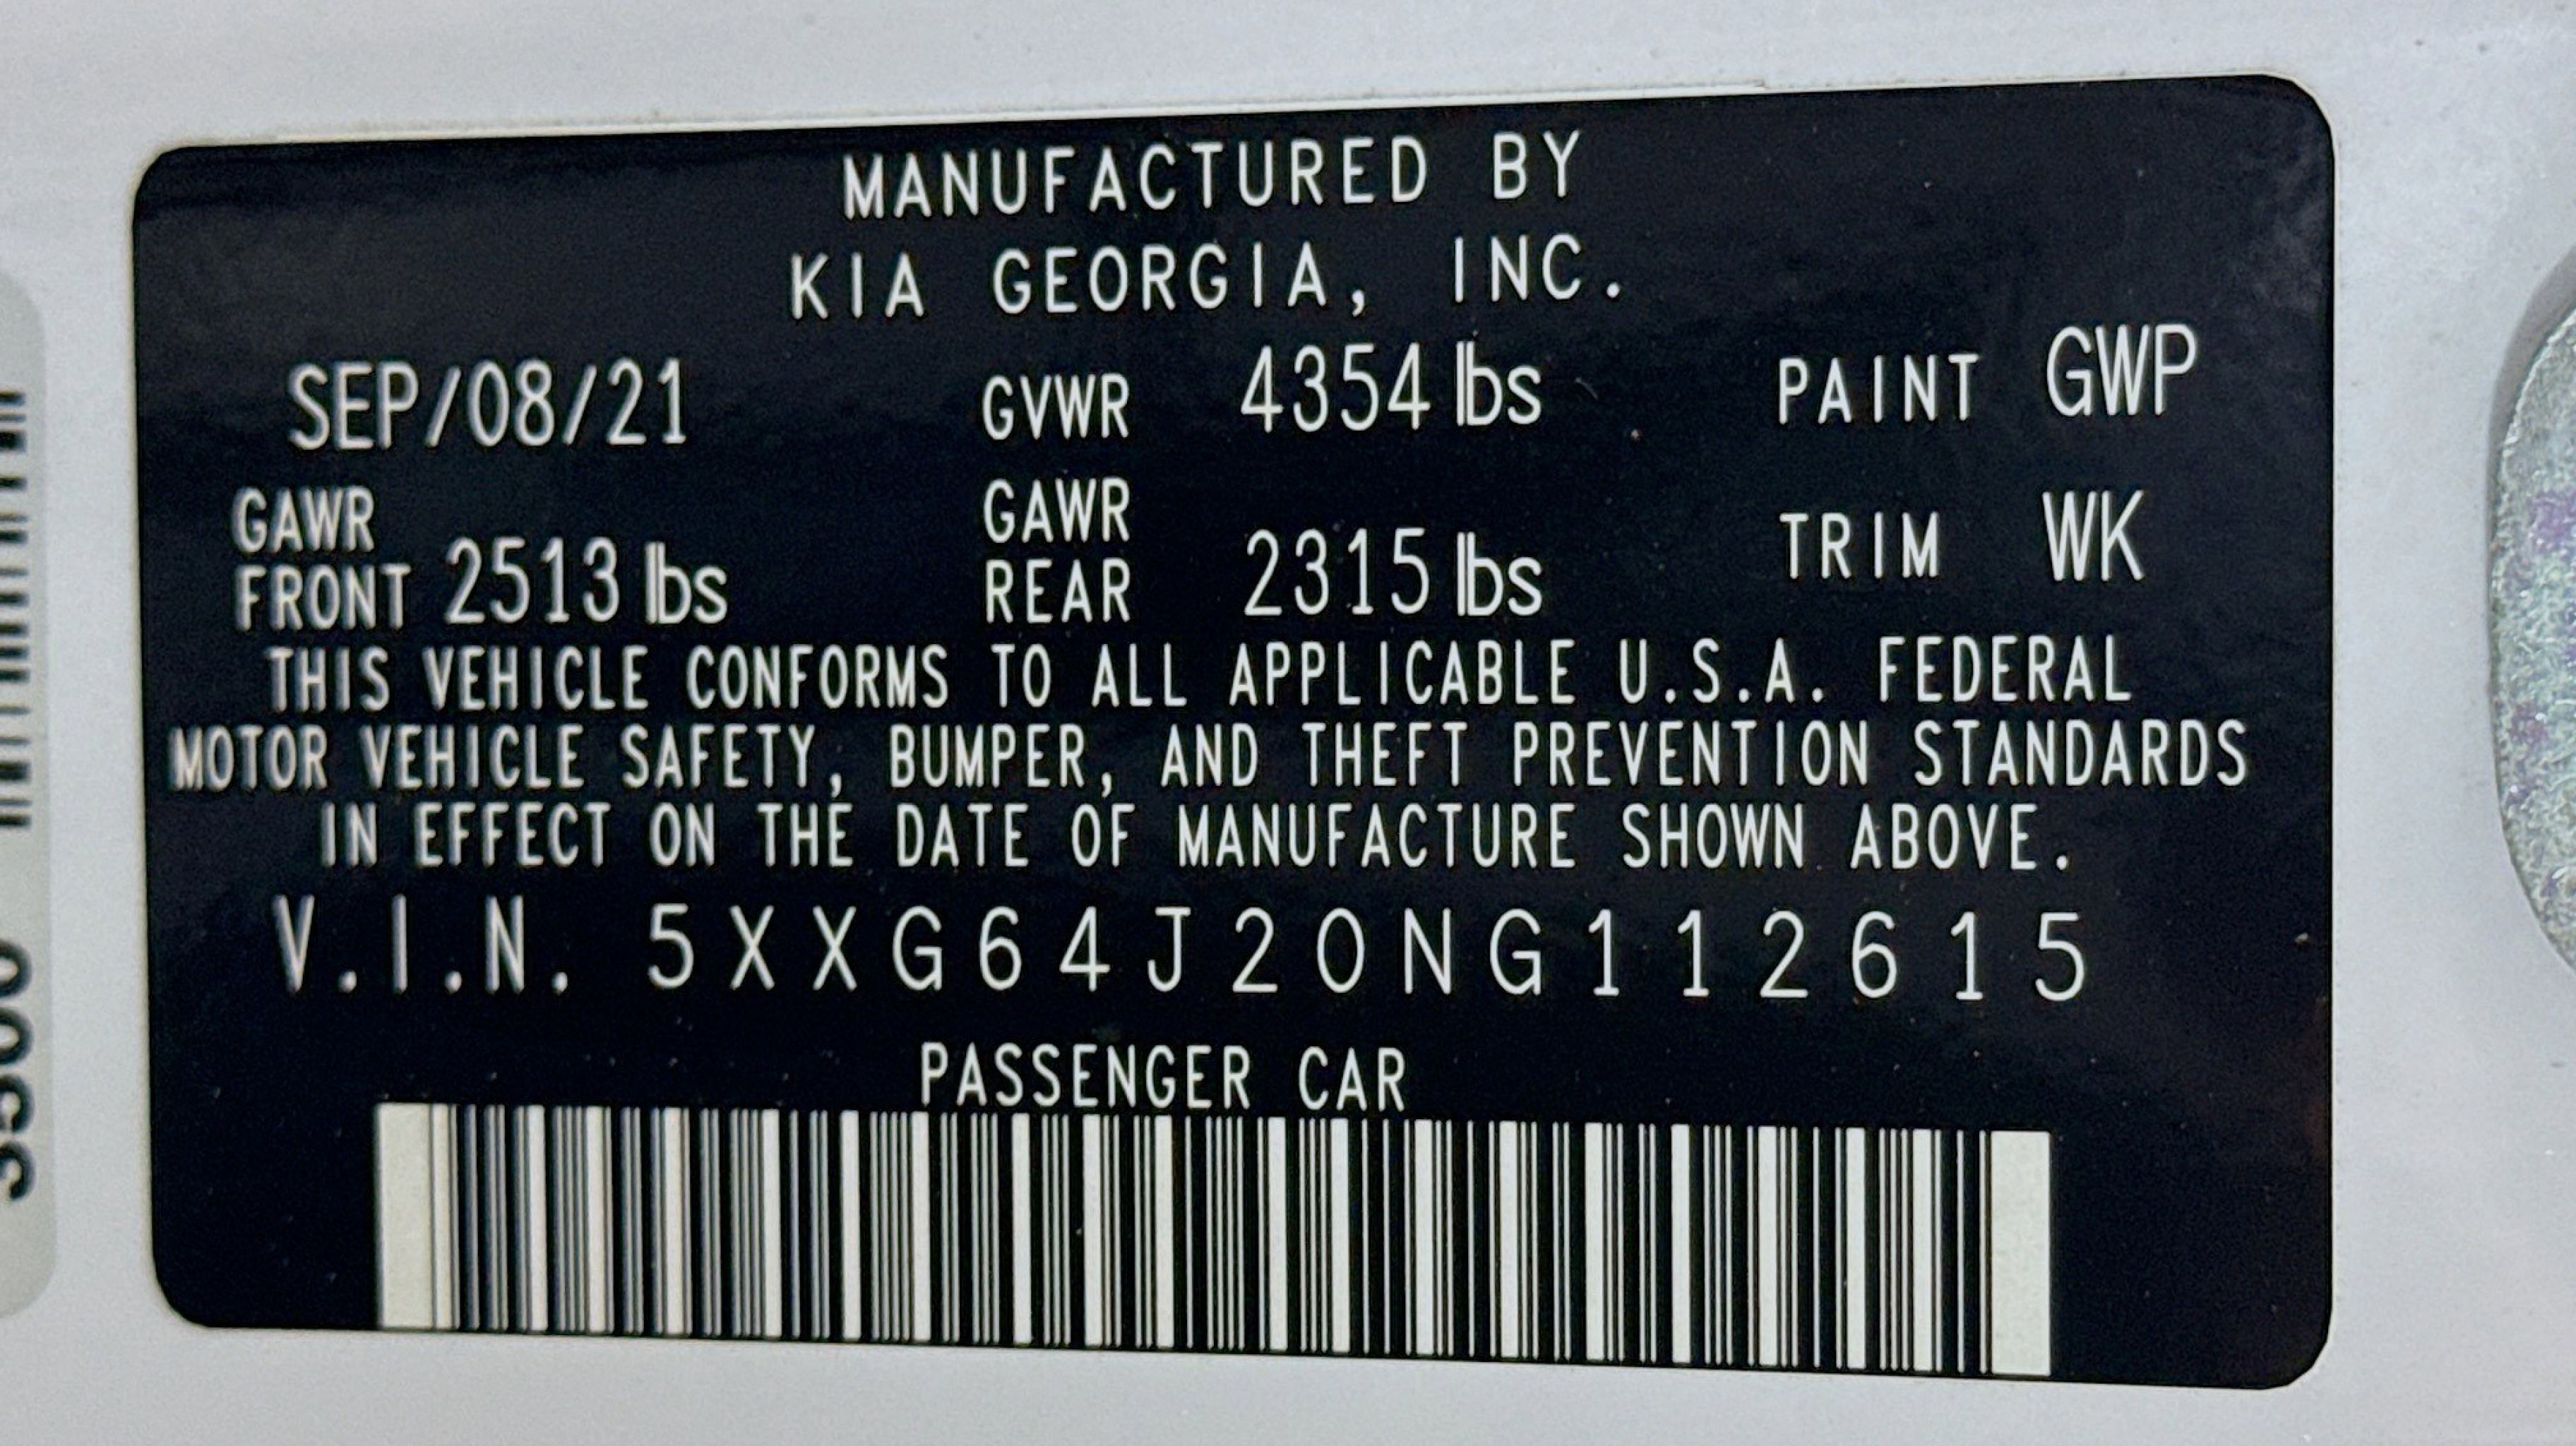 MANUFACTURED BY
KIA GEORGIA, INC.
SEP/08/21 GVWR 4354 lbs PAINT GWP
GAWR FRONT 2513 lbs GAWR REAR 2315 lbs TRIM WK
THIS VEHICLE CONFORMS TO ALL APPLICABLE U.S.A. FEDERAL
MOTOR VEHICLE SAFETY, BUMPER, AND THEFT PREVENTION STANDARDS
IN EFFECT ON THE DATE OF MANUFACTURE SHOWN ABOVE.
V.I.N. 5XXG64J20NG112615
PASSENGER CAR